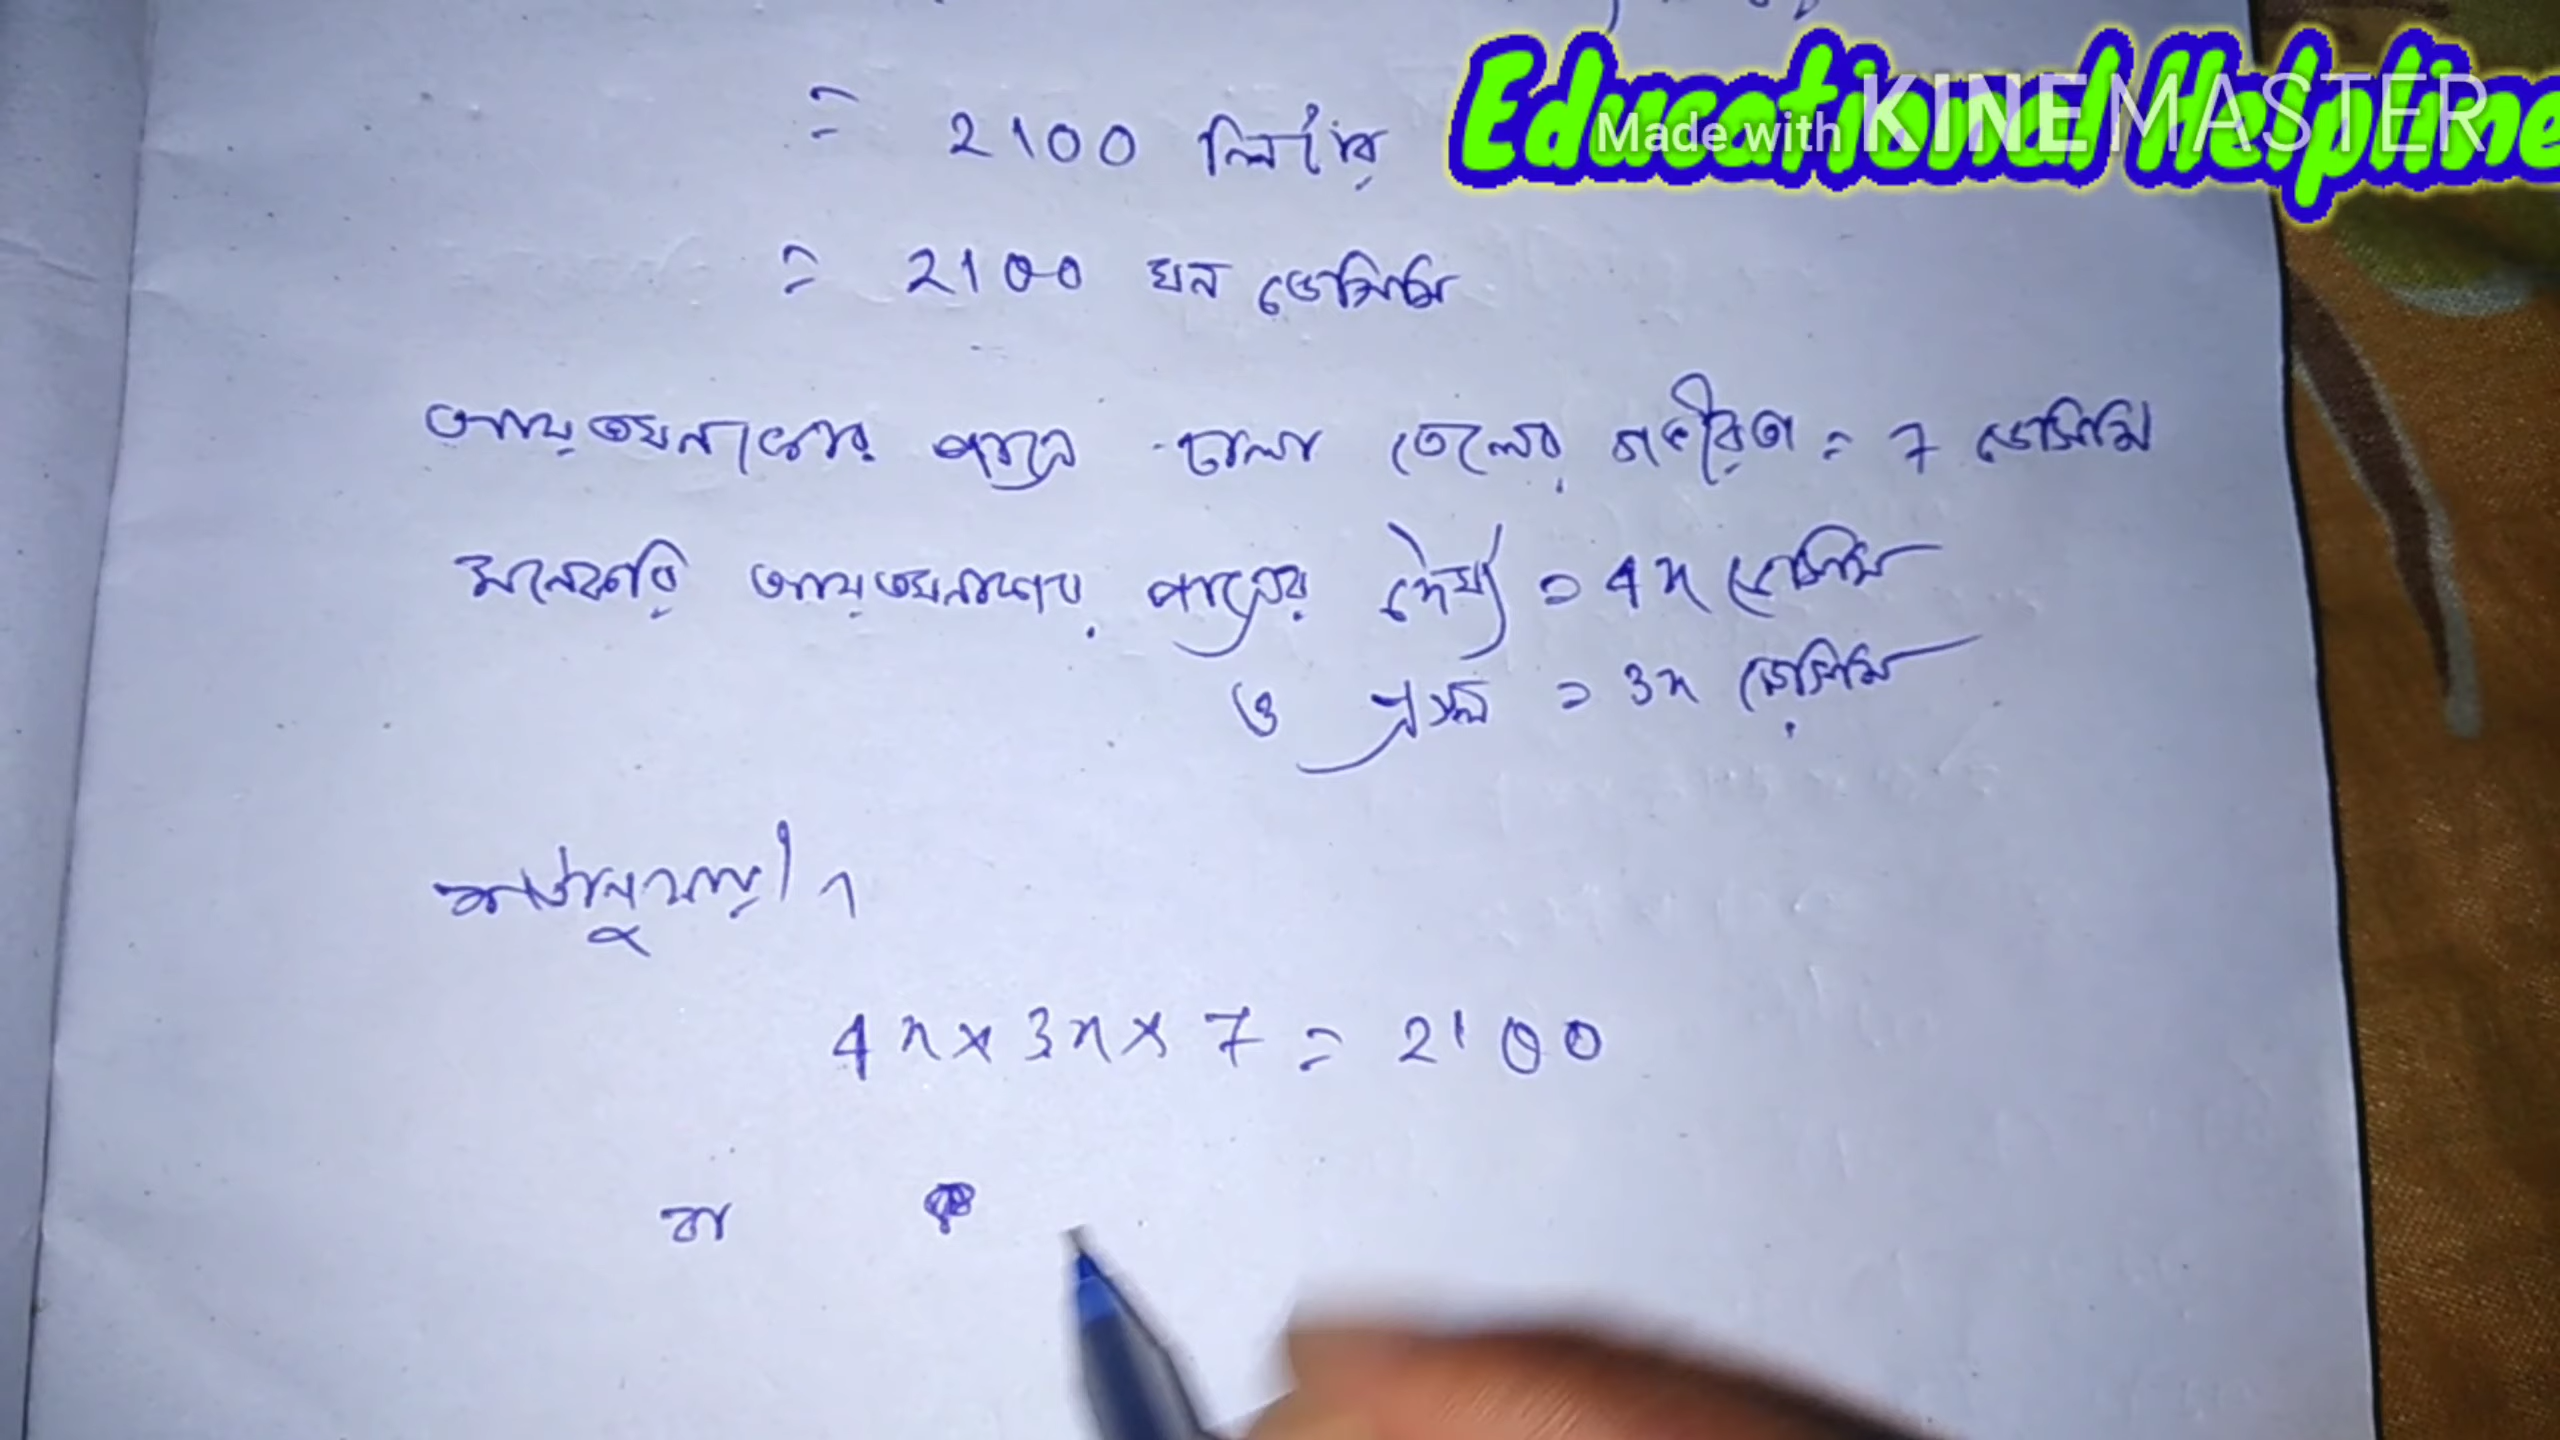 = 2100 লিটার
= 2100 ঘন ডেসিমি
আয়তঘনাকার পাত্রে ঢালা তেলের গভীরতা = 7 ডেসিমি
মনেকরি আয়তঘনাকার পাত্রের দৈর্ঘ্য = 4x ডেসিমি
ও প্রস্থ = 3x ডেসিমি
শর্তানুযায়ী,
4x × 3x × 7 = 2100
বা
Educational Helpline
Made with KINEMASTER